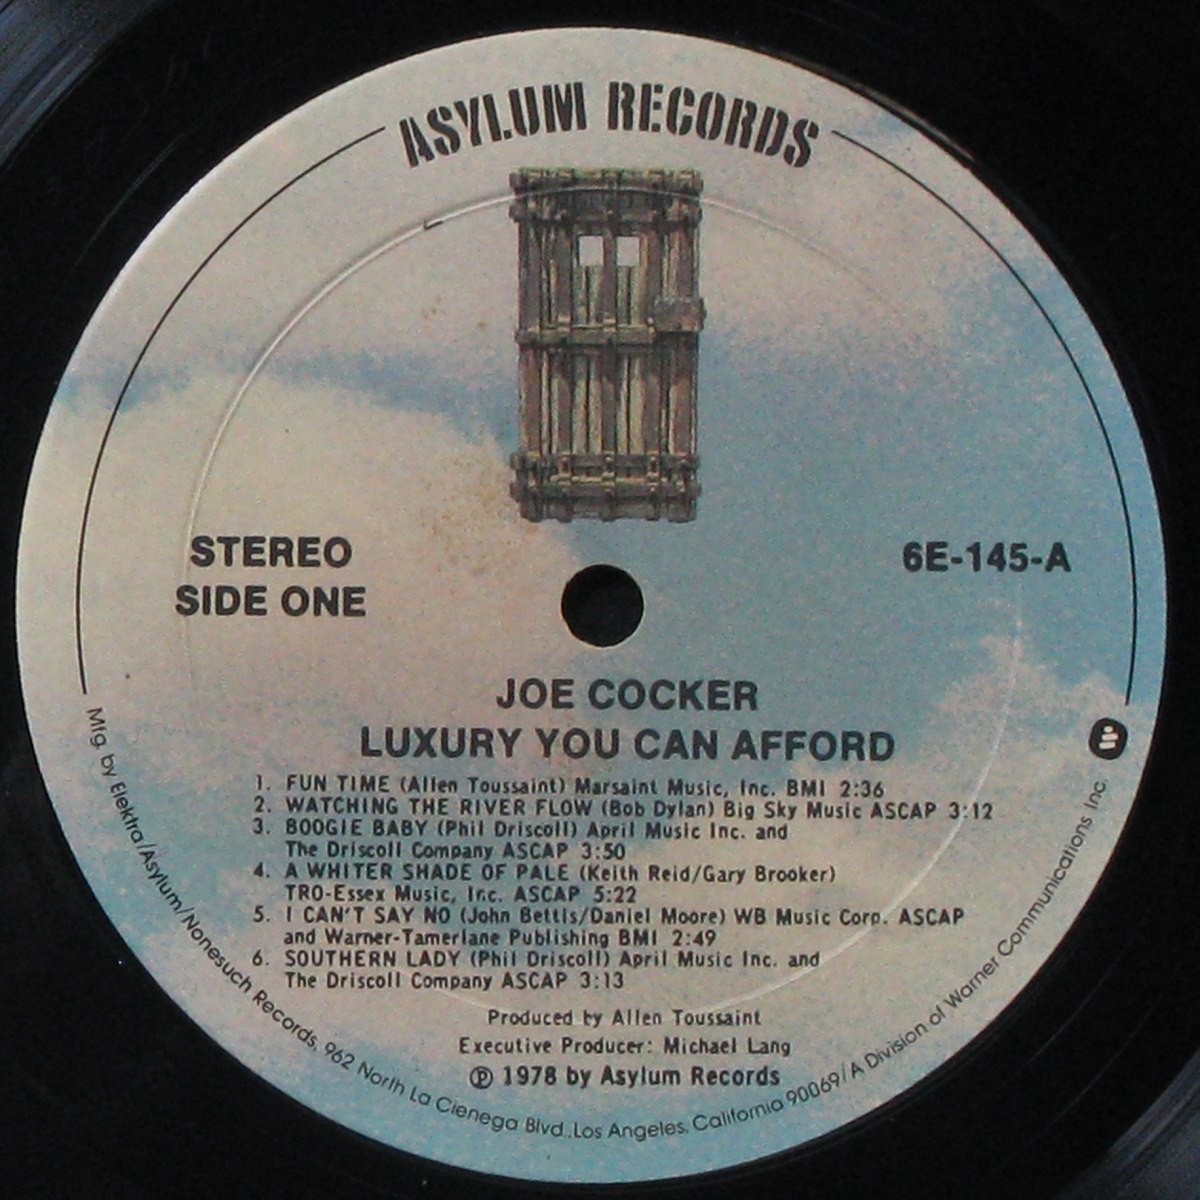 ASYLUM RECORDS
STEREO
SIDE ONE
6E-145-A
JOE COCKER
LUXURY YOU CAN AFFORD
1. FUN TIME (Allen Toussaint) Marsaint Music, Inc. BMI 2:36
2. WATCHING THE RIVER FLOW (Bob Dylan) Big Sky Music ASCAP 3:12
3. BOOGIE BABY (Phil Driscoll) April Music Inc. and
The Driscoll Company ASCAP 3:50
4. A WHITER SHADE OF PALE (Keith Reid/Gary Brooker)
TRO-Essex Music, Inc. ASCAP 5:22
5. I CAN'T SAY NO (John Bettis/Daniel Moore) WB Music Corp. ASCAP
and Warner-Tamerlane Publishing BMI 2:49
6. SOUTHERN LADY (Phil Driscoll) April Music Inc. and
The Driscoll Company ASCAP 3:13
Produced by Allen Toussaint
Executive Producer: Michael Lang
℗ 1978 by Asylum Records
Mfg. by Elektra/Asylum/Nonesuch Records, 962 North La Cienega Blvd., Los Angeles, California 90069/A Division of Warner Communications Inc.